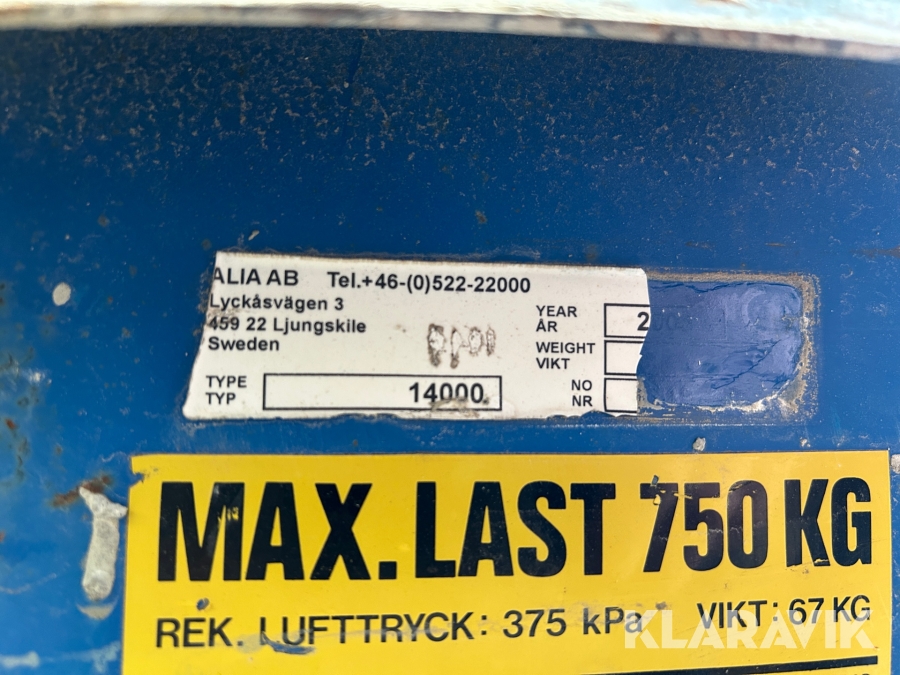 ALIA AB Tel.+46-(0)522-22000
Lyckåsvägen 3
459 22 Ljungskile
Sweden
YEAR
ÅR
WEIGHT
VIKT
TYPE
TYP 14000
NO
NR
MAX. LAST 750 KG
REK. LUFTTRYCK: 375 kPa VIKT: 67 KG
KLARAVIK